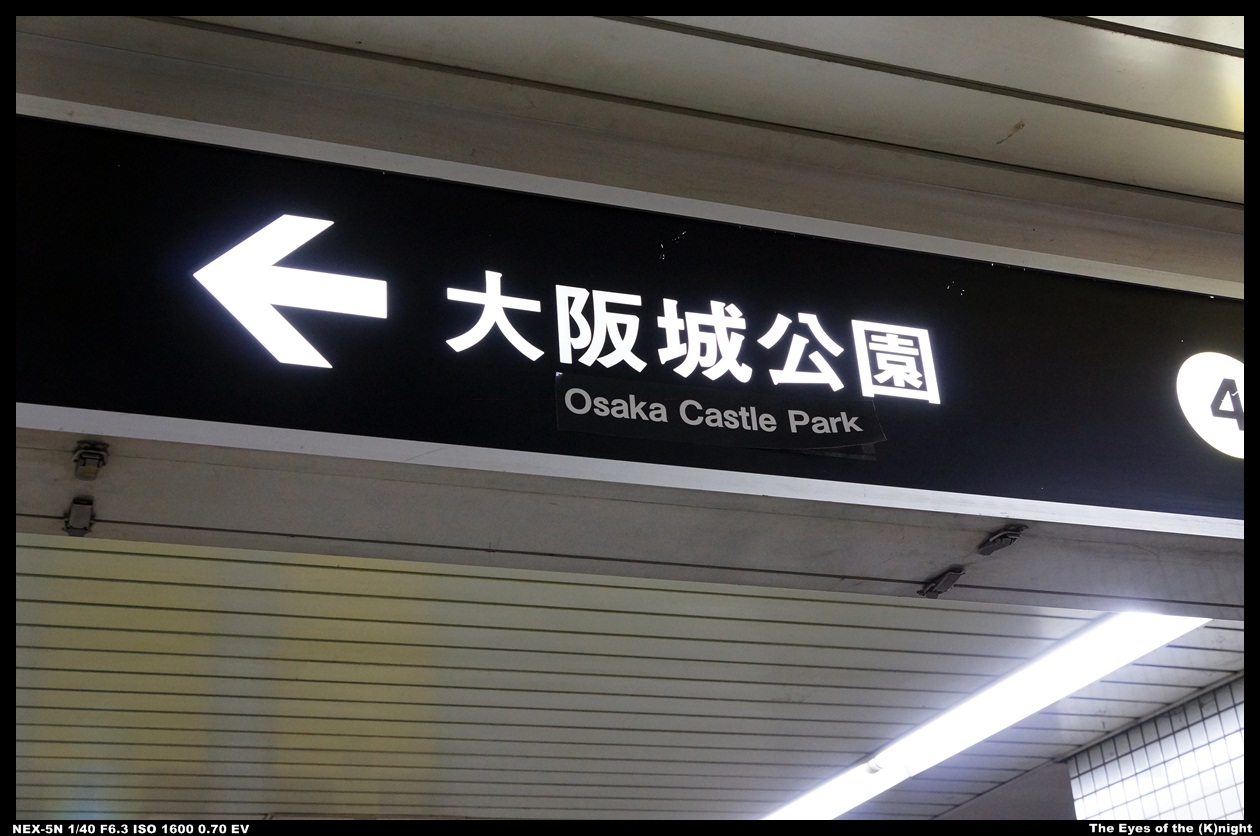 大阪城公園
Osaka Castle Park
4
NEX-5N 1/40 F6.3 ISO 1600 0.70 EV
The Eyes of the (K)night